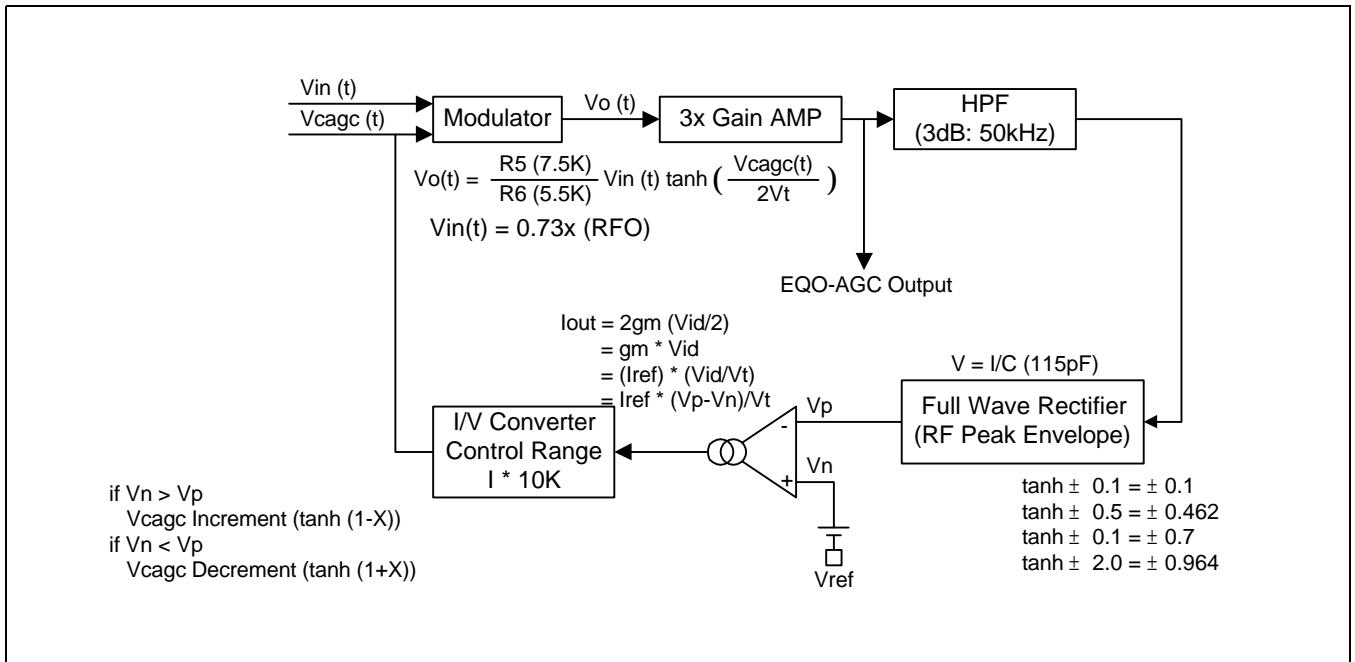 Vin (t)
Vcagc (t)
Modulator
Vo (t)
3x Gain AMP
HPF
(3dB: 50kHz)
Vo(t) = R5 (7.5K) / R6 (5.5K) Vin (t) tanh ( Vcagc(t) / 2Vt )
Vin(t) = 0.73x (RFO)
EQO-AGC Output
Iout = 2gm (Vid/2)
= gm * Vid
= (Iref) * (Vid/Vt)
= Iref * (Vp-Vn)/Vt
V = I/C (115pF)
Full Wave Rectifier
(RF Peak Envelope)
Vp
-
Vn
+
Vref
I/V Converter
Control Range
I * 10K
if Vn > Vp
Vcagc Increment (tanh (1-X))
if Vn < Vp
Vcagc Decrement (tanh (1+X))
tanh ± 0.1 = ± 0.1
tanh ± 0.5 = ± 0.462
tanh ± 0.1 = ± 0.7
tanh ± 2.0 = ± 0.964